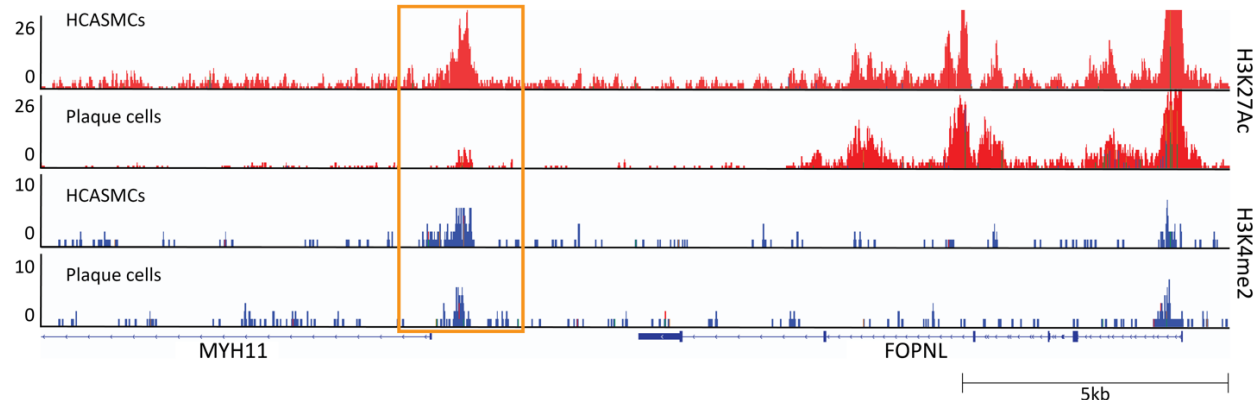 HCASMCs
26
0
H3K27Ac
Plaque cells
26
0
HCASMCs
10
0
H3K4me2
Plaque cells
10
0
MYH11
FOPNL
5kb